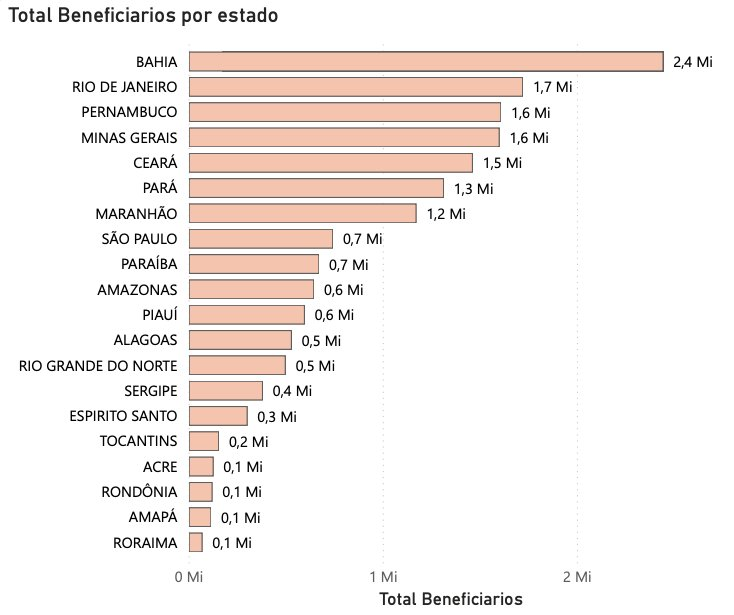 Total Beneficiarios por estado
BAHIA 2,4 Mi
RIO DE JANEIRO 1,7 Mi
PERNAMBUCO 1,6 Mi
MINAS GERAIS 1,6 Mi
CEARÁ 1,5 Mi
PARÁ 1,3 Mi
MARANHÃO 1,2 Mi
SÃO PAULO 0,7 Mi
PARAÍBA 0,7 Mi
AMAZONAS 0,6 Mi
PIAUÍ 0,6 Mi
ALAGOAS 0,5 Mi
RIO GRANDE DO NORTE 0,5 Mi
SERGIPE 0,4 Mi
ESPIRITO SANTO 0,3 Mi
TOCANTINS 0,2 Mi
ACRE 0,1 Mi
RONDÔNIA 0,1 Mi
AMAPÁ 0,1 Mi
RORAIMA 0,1 Mi
0 Mi 1 Mi 2 Mi
Total Beneficiarios